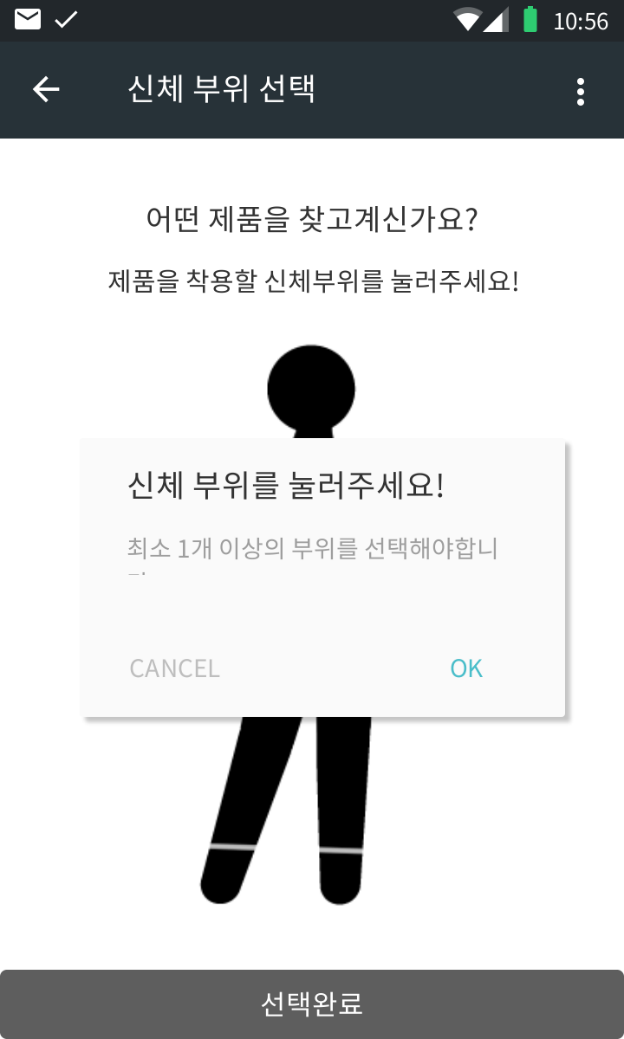 10:56
신체 부위 선택
어떤 제품을 찾고계신가요?
제품을 착용할 신체부위를 눌러주세요!
신체 부위를 눌러주세요!
최소 1개 이상의 부위를 선택해야합니
CANCEL OK
선택완료